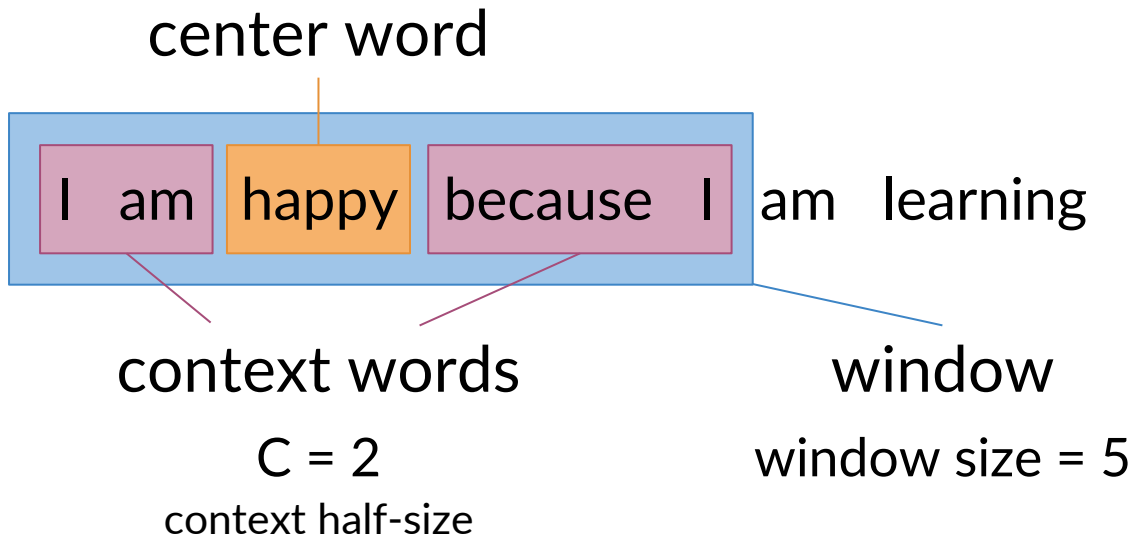 center word
I am happy because I am learning
context words window
C = 2 window size = 5
context half-size